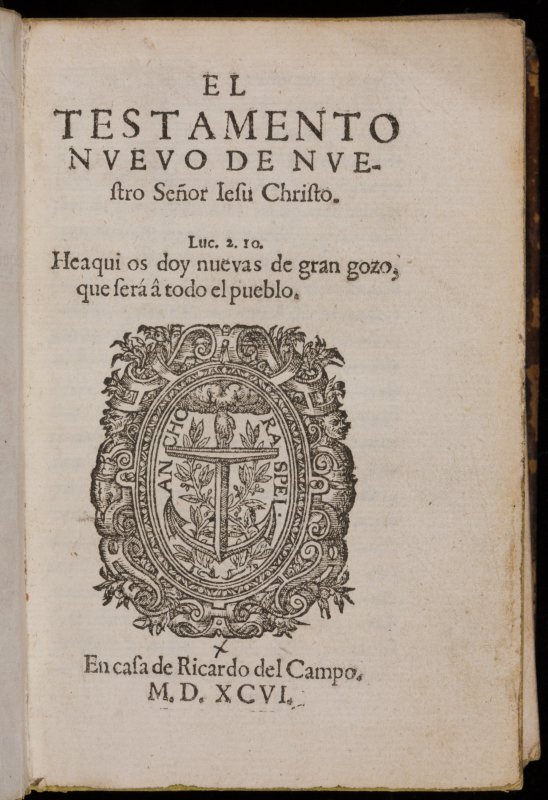 EL
TESTAMENTO
NVEVO DE NVE-
ſtro Señor Ieſu Chriſto.
Luc. 2. 10.
Heaqui os doy nuevas de gran gozo,
que ſerá â todo el pueblo.
ANCHORA SPEI
En caſa de Ricardo del Campo.
M. D. XCVI.